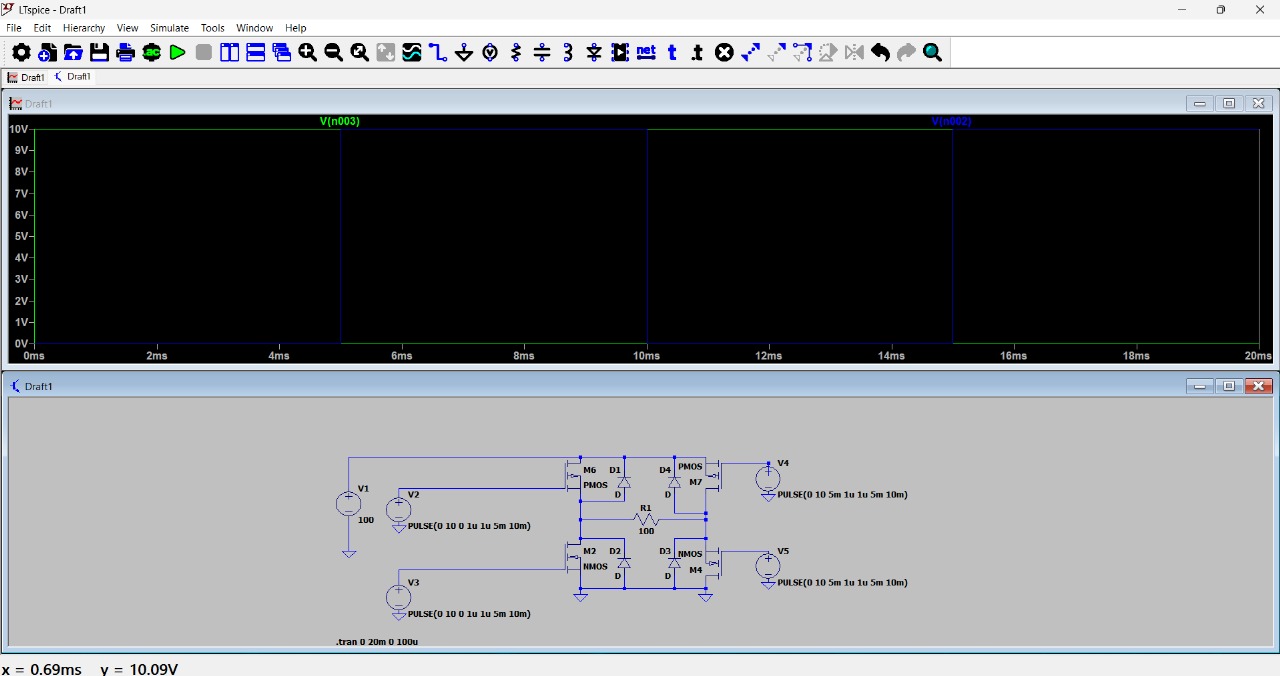 LTspice - Draft1
File Edit Hierarchy View Simulate Tools Window Help
ac net t .t
Draft1 Draft1
Draft1
V(n003) V(n002)
10V
9V
8V
7V
6V
5V
4V
3V
2V
1V
0V
0ms 2ms 4ms 6ms 8ms 10ms 12ms 14ms 16ms 18ms 20ms
Draft1
M6 D1 D4 PMOS V4
V1 V2 PMOS D D M7 PULSE(0 10 5m 1u 1u 5m 10m)
100 PULSE(0 10 0 1u 1u 5m 10m) R1
100
M2 D2 D3 NMOS V5
NMOS D D M4
V3 PULSE(0 10 5m 1u 1u 5m 10m)
PULSE(0 10 0 1u 1u 5m 10m)
.tran 0 20m 0 100u
x = 0.69ms y = 10.09V